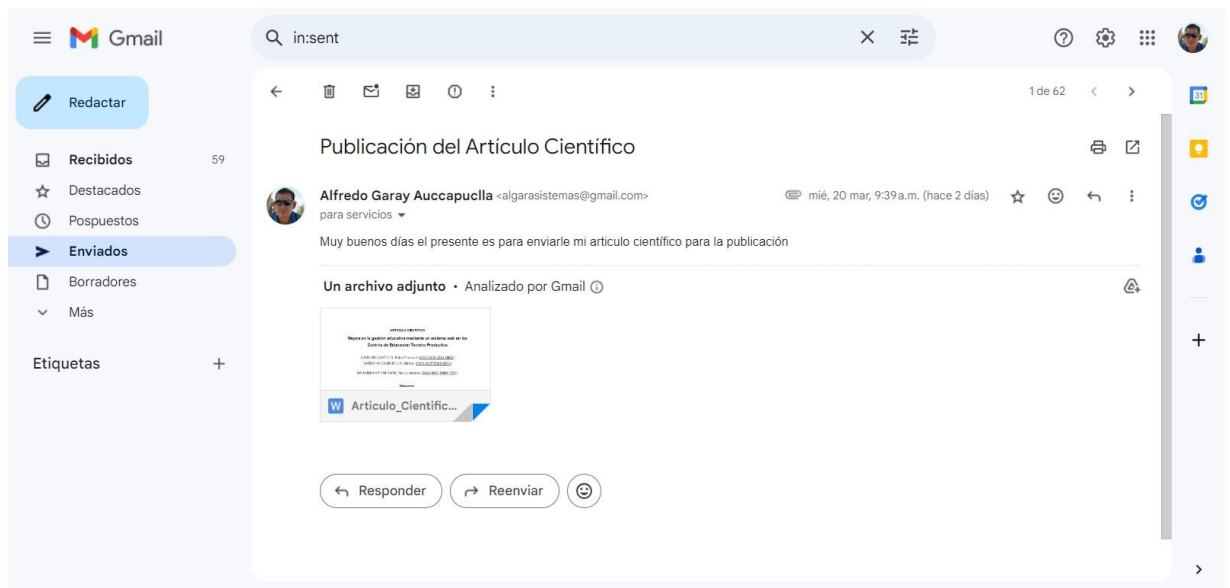 Gmail
in:sent
Redactar
1 de 62
31
Publicación del Artículo Científico
Recibidos 59
Destacados
Pospuestos
Enviados
Borradores
Más
Etiquetas
Alfredo Garay Auccapuclla <algarasistemas@gmail.com>
mié, 20 mar, 9:39 a.m. (hace 2 días)
para servicios
Muy buenos días el presente es para enviarle mi articulo científico para la publicación
Un archivo adjunto • Analizado por Gmail
ARTICULO CIENTIFICO
Mejora en la gestión educativa mediante un sistema web en los
Centros de Educación Técnico Productiva
W Articulo_Cientific...
Responder
Reenviar